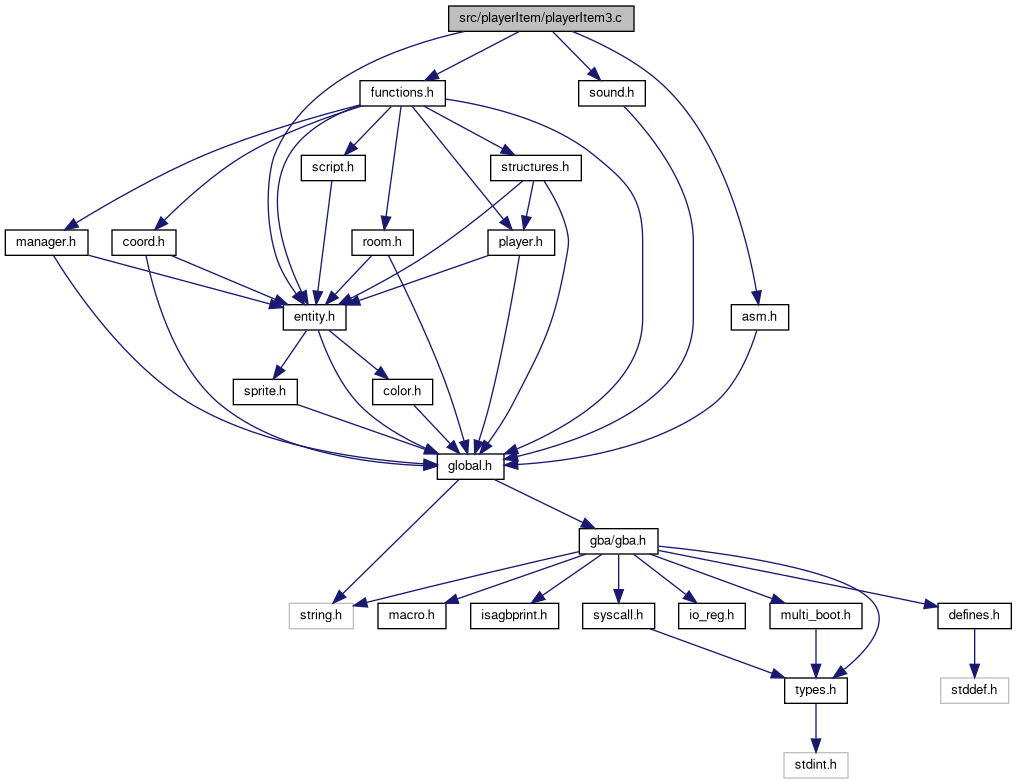 src/playerItem/playerItem3.c
functions.h
sound.h
script.h
structures.h
manager.h
coord.h
room.h
player.h
entity.h
asm.h
sprite.h
color.h
global.h
gba/gba.h
string.h
macro.h
isagbprint.h
syscall.h
io_reg.h
multi_boot.h
defines.h
types.h
stddef.h
stdint.h